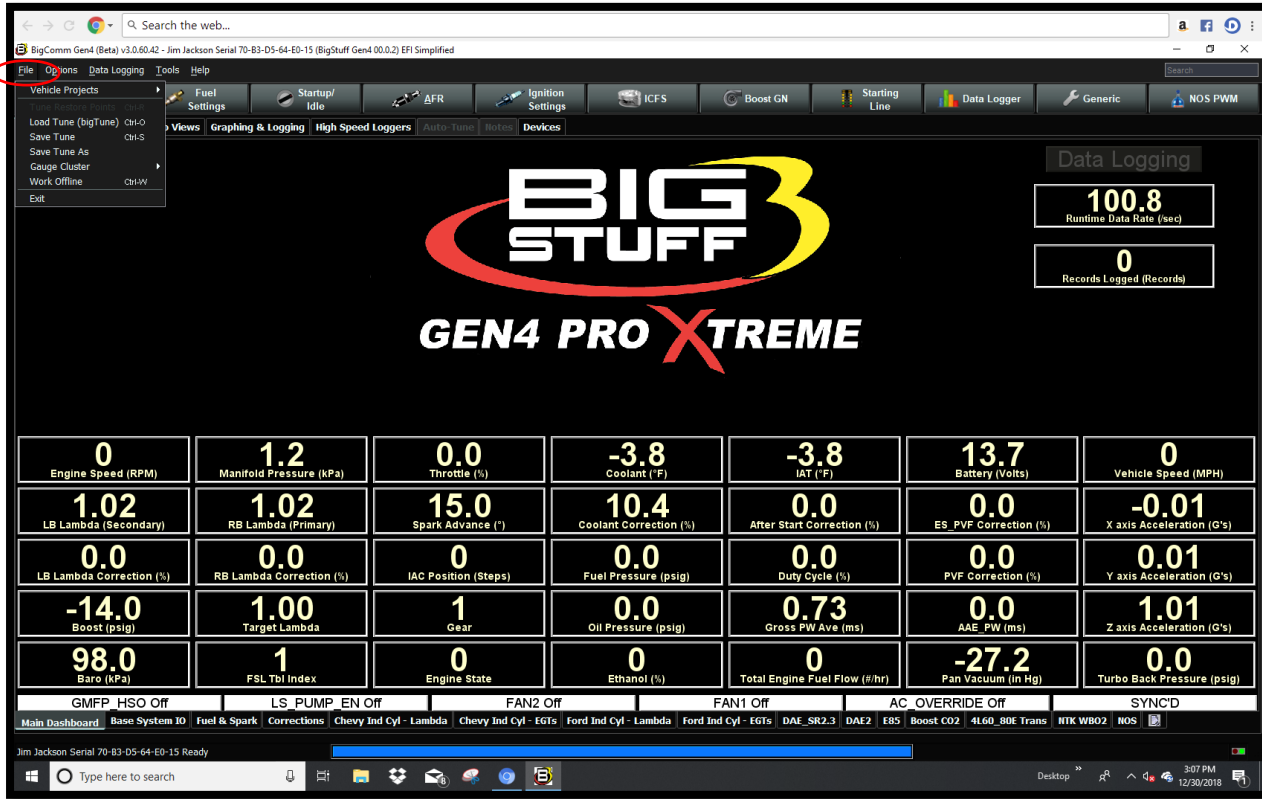 Search the web...
BigComm Gen4 (Beta) v3.0.60.42 - Jim Jackson Serial 70-B3-D5-64-E0-15 (BigStuff Gen4 00.0.2) EFI Simplified
File Options Data Logging Tools Help
Search
Vehicle Projects
Tune Restore Points Ctrl-R
Load Tune (bigTune) Ctrl-O
Save Tune Ctrl-S
Save Tune As
Gauge Cluster
Work Offline Ctrl-W
Exit
Fuel Settings
Startup/ Idle
AFR
Ignition Settings
ICFS
Boost GN
Starting Line
Data Logger
Generic
NOS PWM
Views Graphing & Logging High Speed Loggers Auto-Tune Notes Devices
Data Logging
100.8
Runtime Data Rate (/sec)
0
Records Logged (Records)
BIG
STUFF
3
GEN4 PRO XTREME
0 1.2 0.0 -3.8 -3.8 13.7 0
Engine Speed (RPM) Manifold Pressure (kPa) Throttle (%) Coolant (°F) IAT (°F) Battery (Volts) Vehicle Speed (MPH)
1.02 1.02 15.0 10.4 0.0 0.0 -0.01
LB Lambda (Secondary) RB Lambda (Primary) Spark Advance (°) Coolant Correction (%) After Start Correction (%) ES_PVF Correction (%) X axis Acceleration (G's)
0.0 0.0 0 0.0 0.0 0.0 0.01
LB Lambda Correction (%) RB Lambda Correction (%) IAC Position (Steps) Fuel Pressure (psig) Duty Cycle (%) PVF Correction (%) Y axis Acceleration (G's)
-14.0 1.00 1 0.0 0.73 0.0 1.01
Boost (psig) Target Lambda Gear Oil Pressure (psig) Gross PW Ave (ms) AAE_PW (ms) Z axis Acceleration (G's)
98.0 1 0 0 0 -27.2 0.0
Baro (kPa) FSL Tbl Index Engine State Ethanol (%) Total Engine Fuel Flow (#/hr) Pan Vacuum (in Hg) Turbo Back Pressure (psig)
GMFP_HSO Off LS_PUMP_EN Off FAN2 Off FAN1 Off AC_OVERRIDE Off SYNC'D
Main Dashboard Base System IO Fuel & Spark Corrections Chevy Ind Cyl - Lambda Chevy Ind Cyl - EGTs Ford Ind Cyl - Lambda Ford Ind Cyl - EGTs DAE_SR2.3 DAE2 E85 Boost CO2 4L60_80E Trans NTK WBO2 NOS
Jim Jackson Serial 70-B3-D5-64-E0-15 Ready
Type here to search
Desktop
3:07 PM
12/30/2018